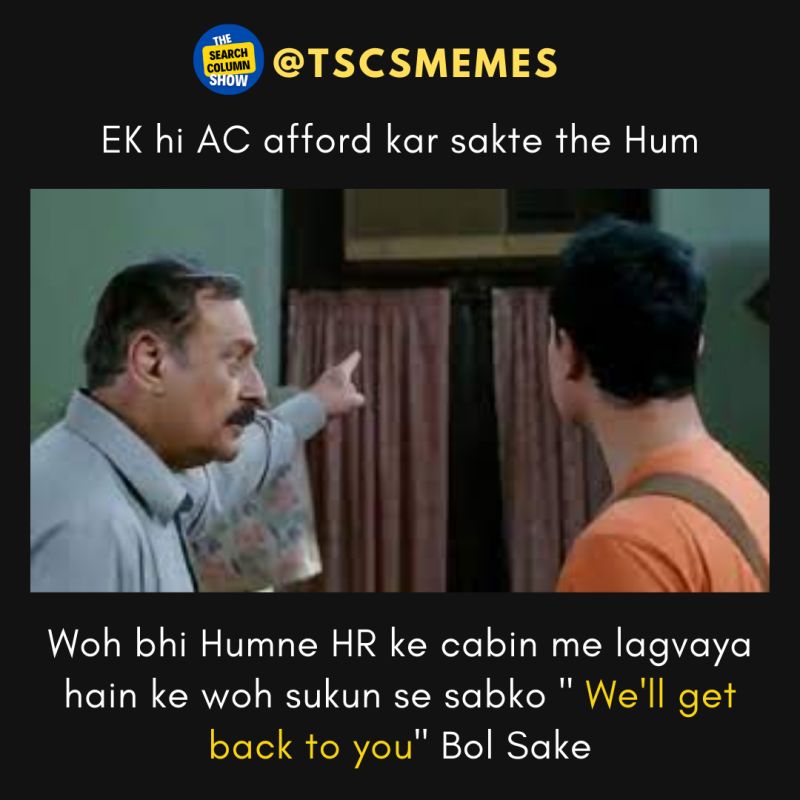 THE
SEARCH
COLUMN
SHOW
@TSCSMEMES
EK hi AC afford kar sakte the Hum
Woh bhi Humne HR ke cabin me lagvaya
hain ke woh sukun se sabko " We'll get
back to you" Bol Sake